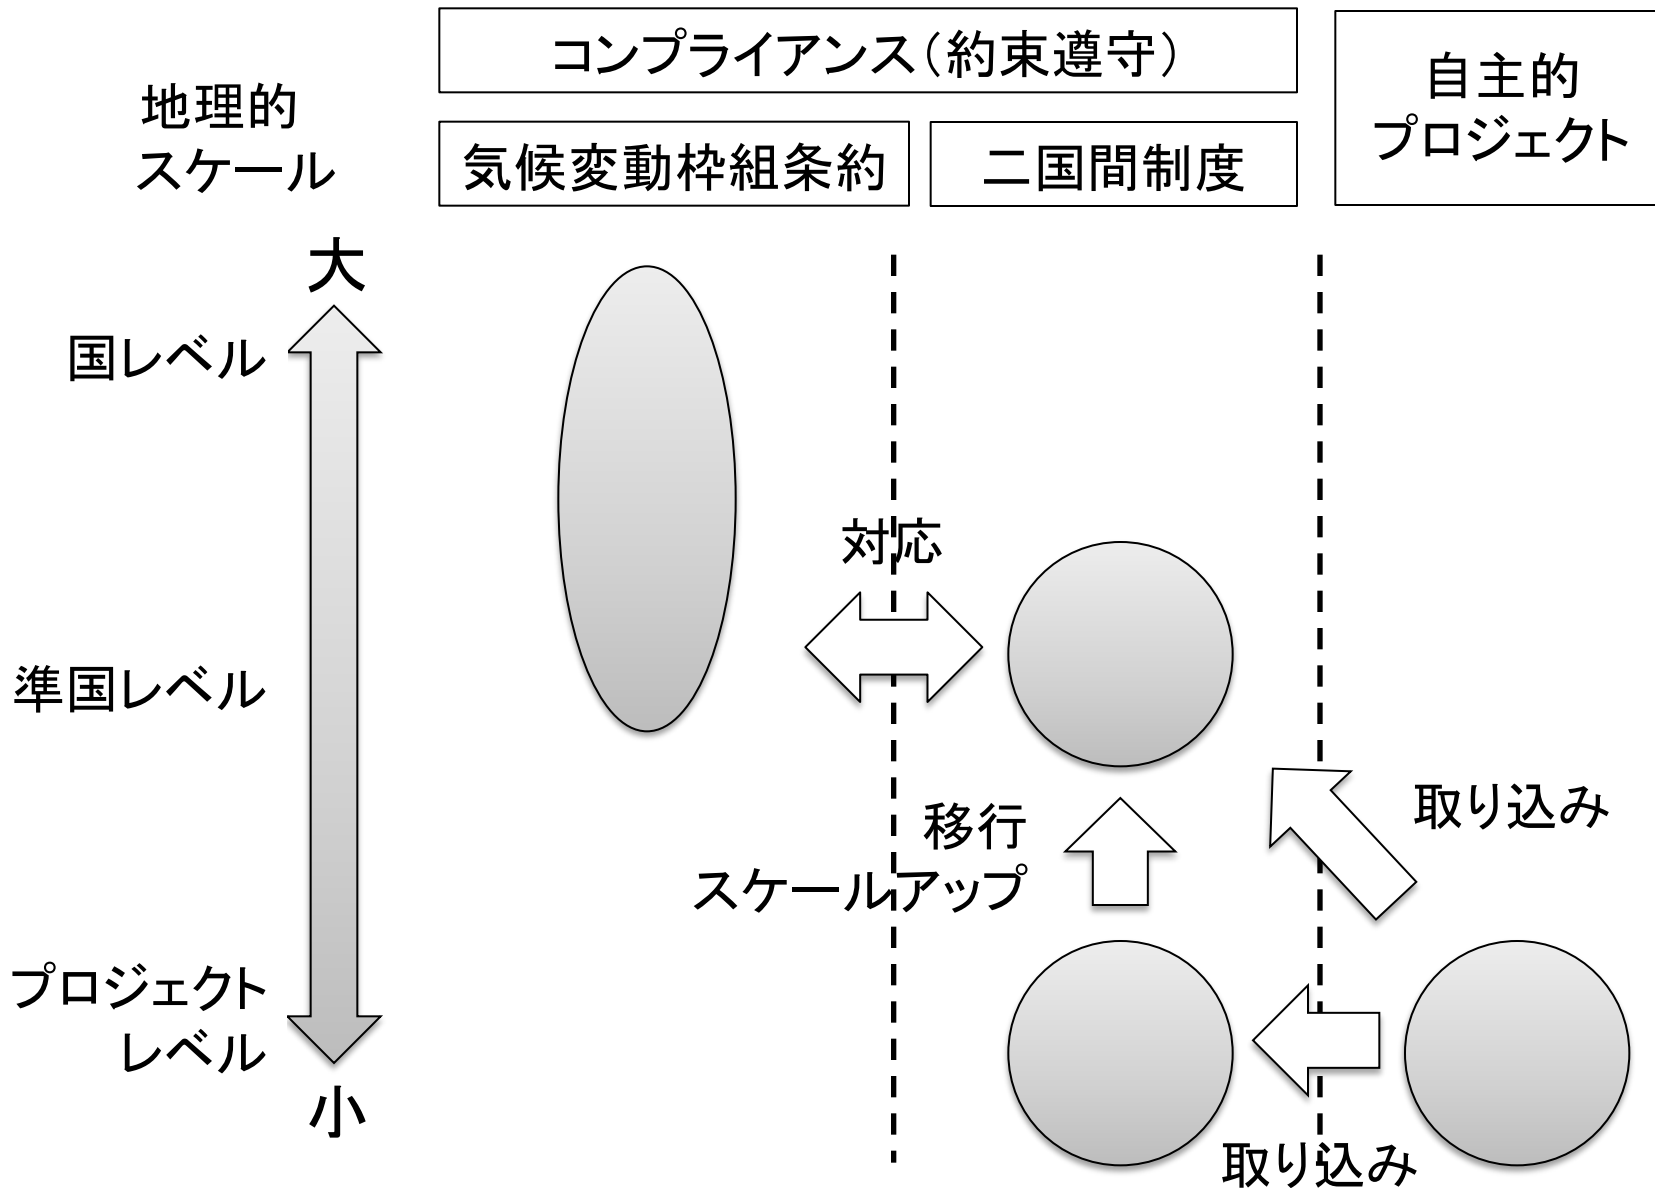 コンプライアンス（約束遵守）
自主的
プロジェクト
地理的
スケール
気候変動枠組条約
二国間制度
大
国レベル
対応
準国レベル
移行
スケールアップ
取り込み
プロジェクト
レベル
小
取り込み